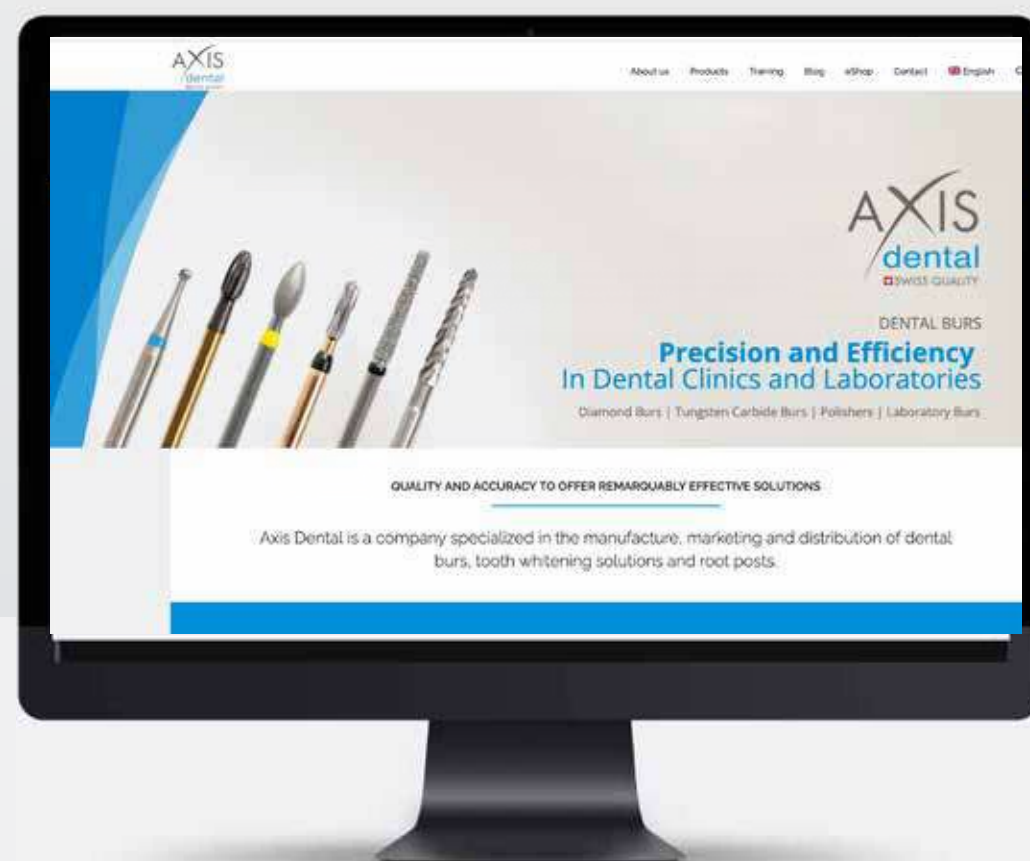 AXIS
dental
About us Products Training Blog eShop Contact English
AXIS
dental
SWISS QUALITY
DENTAL BURS
Precision and Efficiency
In Dental Clinics and Laboratories
Diamond Burs | Tungsten Carbide Burs | Polishers | Laboratory Burs
QUALITY AND ACCURACY TO OFFER REMARQUABLY EFFECTIVE SOLUTIONS
Axis Dental is a company specialized in the manufacture, marketing and distribution of dental
burs, tooth whitening solutions and root posts.